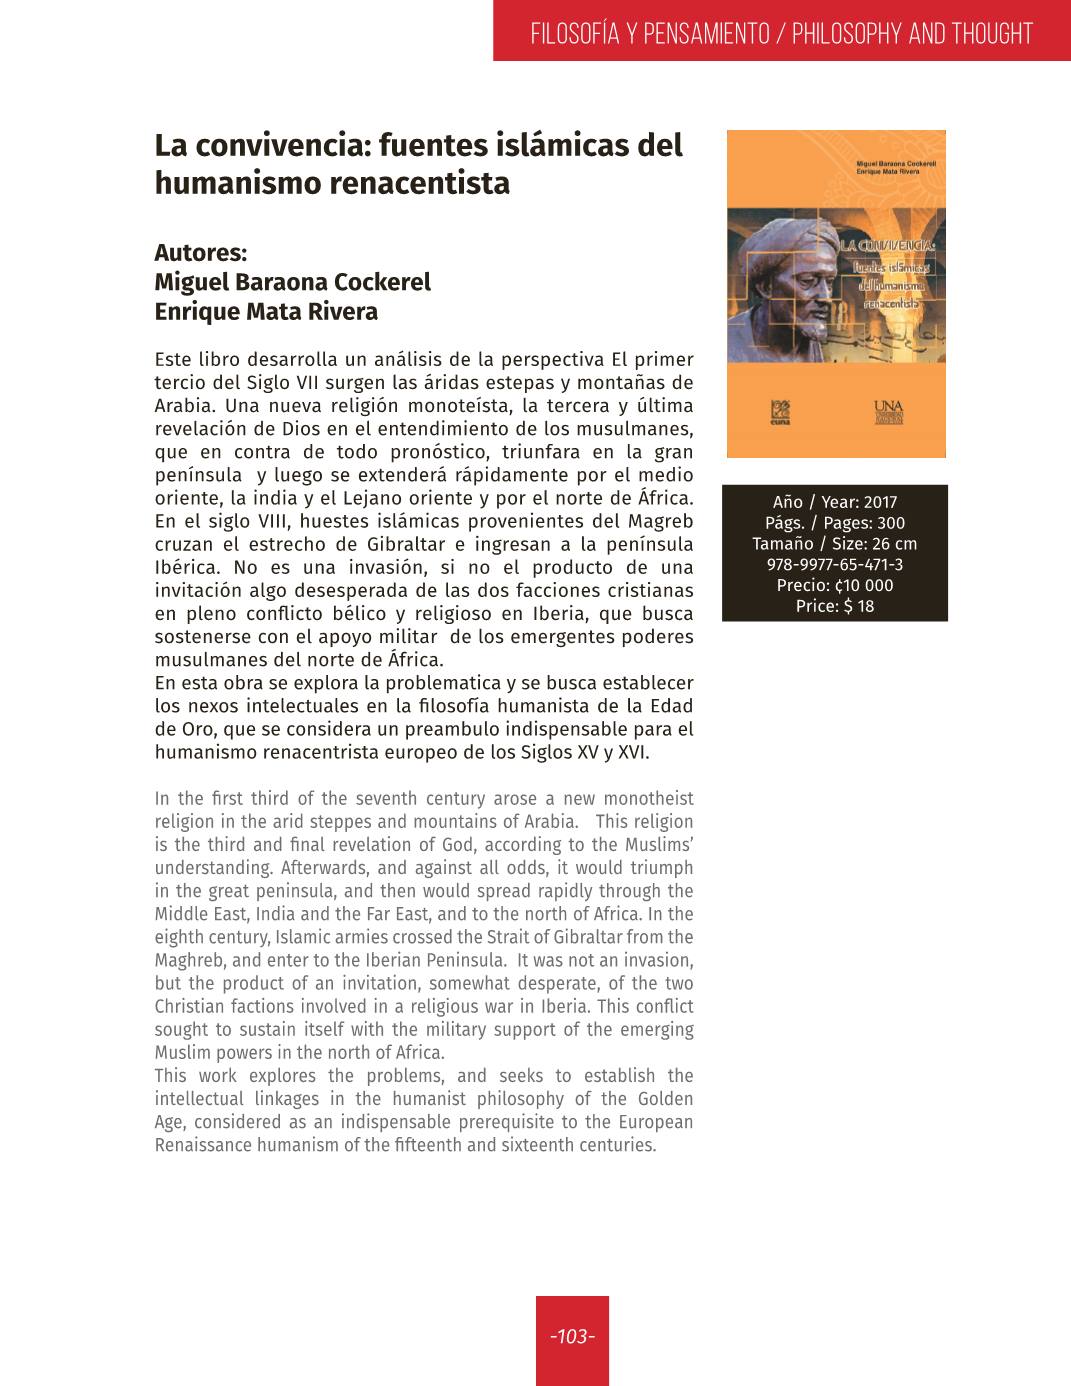 FILOSOFÍA Y PENSAMIENTO / PHILOSOPHY AND THOUGHT
La convivencia: fuentes islámicas del
humanismo renacentista
Autores:
Miguel Baraona Cockerel
Enrique Mata Rivera
Este libro desarrolla un análisis de la perspectiva El primer
tercio del Siglo VII surgen las áridas estepas y montañas de
Arabia. Una nueva religión monoteísta, la tercera y última
revelación de Dios en el entendimiento de los musulmanes,
que en contra de todo pronóstico, triunfara en la gran
península y luego se extenderá rápidamente por el medio
oriente, la india y el Lejano oriente y por el norte de África.
En el siglo VIII, huestes islámicas provenientes del Magreb
cruzan el estrecho de Gibraltar e ingresan a la península
Ibérica. No es una invasión, si no el producto de una
invitación algo desesperada de las dos facciones cristianas
en pleno conflicto bélico y religioso en Iberia, que busca
sostenerse con el apoyo militar de los emergentes poderes
musulmanes del norte de África.
En esta obra se explora la problematica y se busca establecer
los nexos intelectuales en la filosofía humanista de la Edad
de Oro, que se considera un preambulo indispensable para el
humanismo renacentrista europeo de los Siglos XV y XVI.
In the first third of the seventh century arose a new monotheist
religion in the arid steppes and mountains of Arabia. This religion
is the third and final revelation of God, according to the Muslims’
understanding. Afterwards, and against all odds, it would triumph
in the great peninsula, and then would spread rapidly through the
Middle East, India and the Far East, and to the north of Africa. In the
eighth century, Islamic armies crossed the Strait of Gibraltar from the
Maghreb, and enter to the Iberian Peninsula. It was not an invasion,
but the product of an invitation, somewhat desperate, of the two
Christian factions involved in a religious war in Iberia. This conflict
sought to sustain itself with the military support of the emerging
Muslim powers in the north of Africa.
This work explores the problems, and seeks to establish the
intellectual linkages in the humanist philosophy of the Golden
Age, considered as an indispensable prerequisite to the European
Renaissance humanism of the fifteenth and sixteenth centuries.
Miguel Baraona Cockerell
Enrique Mata Rivera
LA CONVIVENCIA:
fuentes islámicas
del humanismo
renacentista
euna
UNA
Año / Year: 2017
Págs. / Pages: 300
Tamaño / Size: 26 cm
978-9977-65-471-3
Precio: ¢10 000
Price: $ 18
-103-